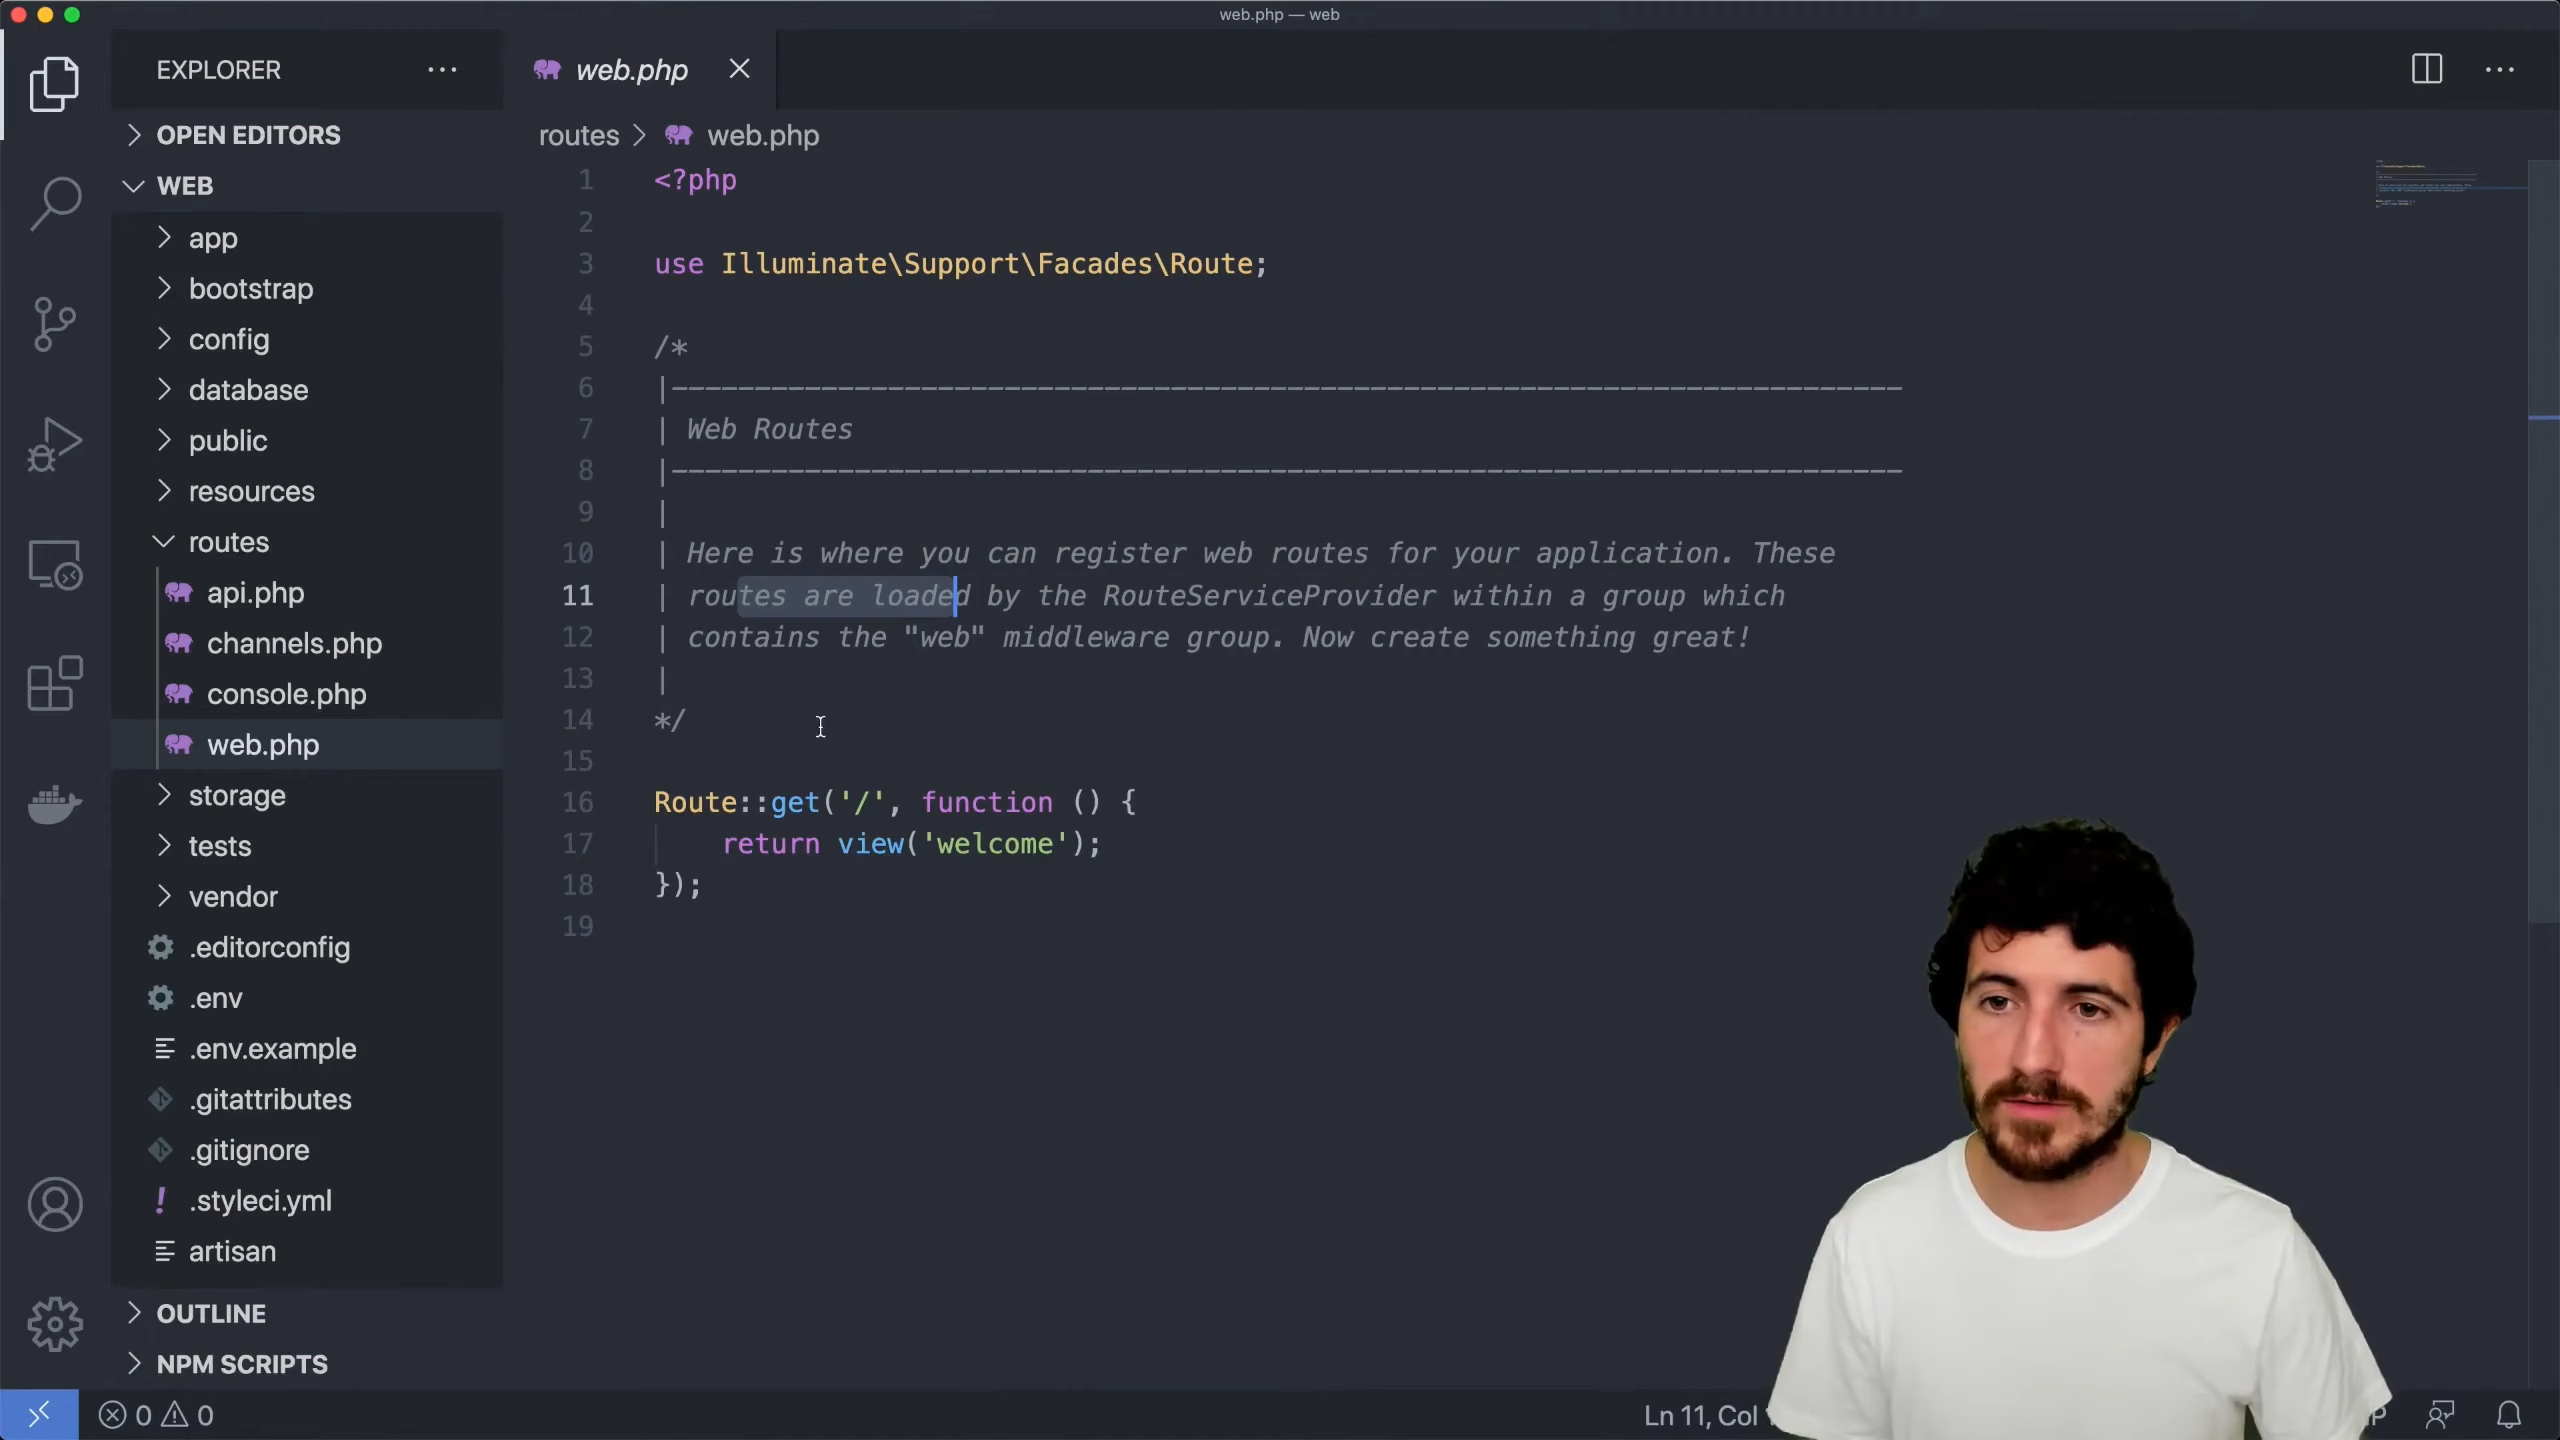 web.php — web
EXPLORER
web.php
OPEN EDITORS
routes > web.php
WEB
app
bootstrap
config
database
public
resources
routes
api.php
channels.php
console.php
web.php
storage
tests
vendor
.editorconfig
.env
.env.example
.gitattributes
.gitignore
.styleci.yml
artisan
OUTLINE
NPM SCRIPTS
1 <?php
2
3 use Illuminate\Support\Facades\Route;
4
5 /*
6 |--------------------------------------------------------------------------
7 | Web Routes
8 |--------------------------------------------------------------------------
9 |
10 | Here is where you can register web routes for your application. These
11 | routes are loaded by the RouteServiceProvider within a group which
12 | contains the "web" middleware group. Now create something great!
13 |
14 */
15
16 Route::get('/', function () {
17     return view('welcome');
18 });
19
0 0
Ln 11, Col